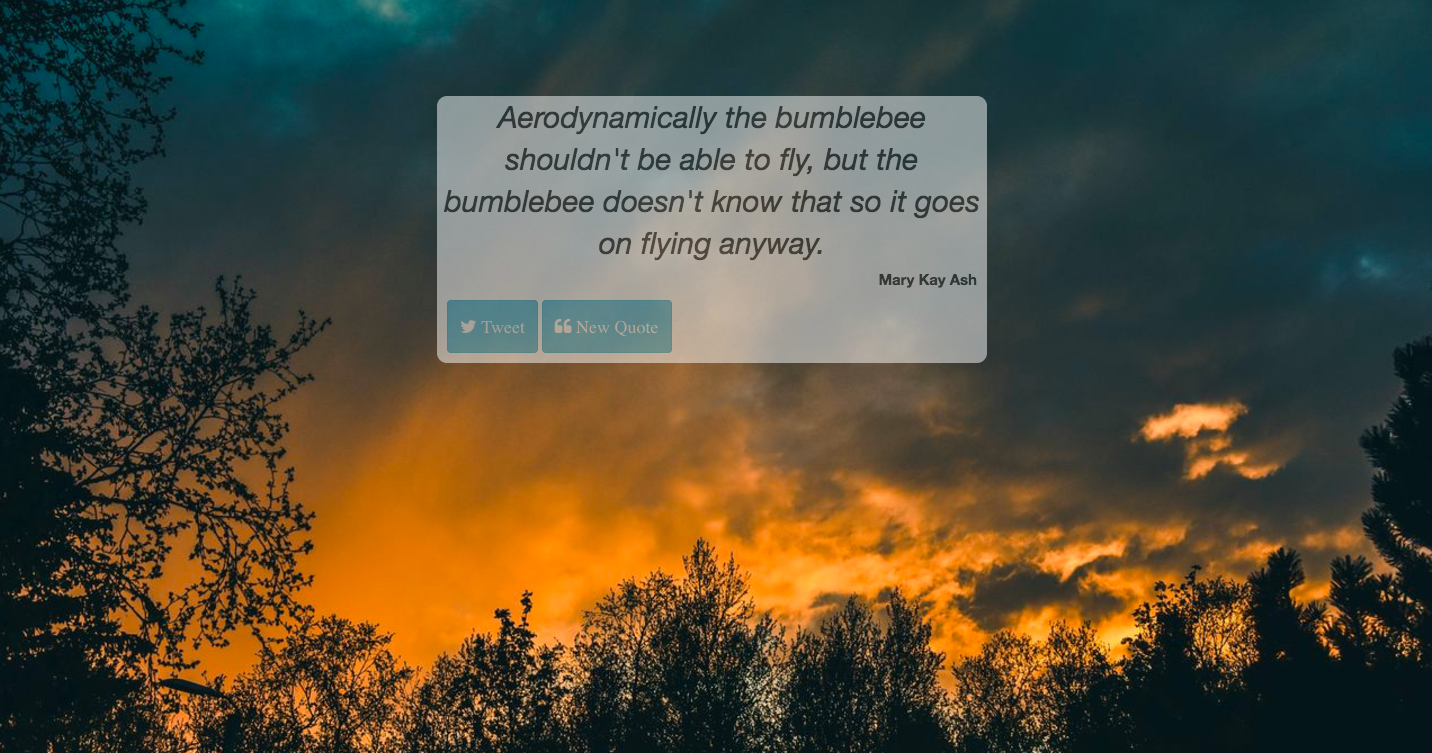 Aerodynamically the bumblebee
shouldn't be able to fly, but the
bumblebee doesn't know that so it goes
on flying anyway.
Mary Kay Ash
Tweet
New Quote